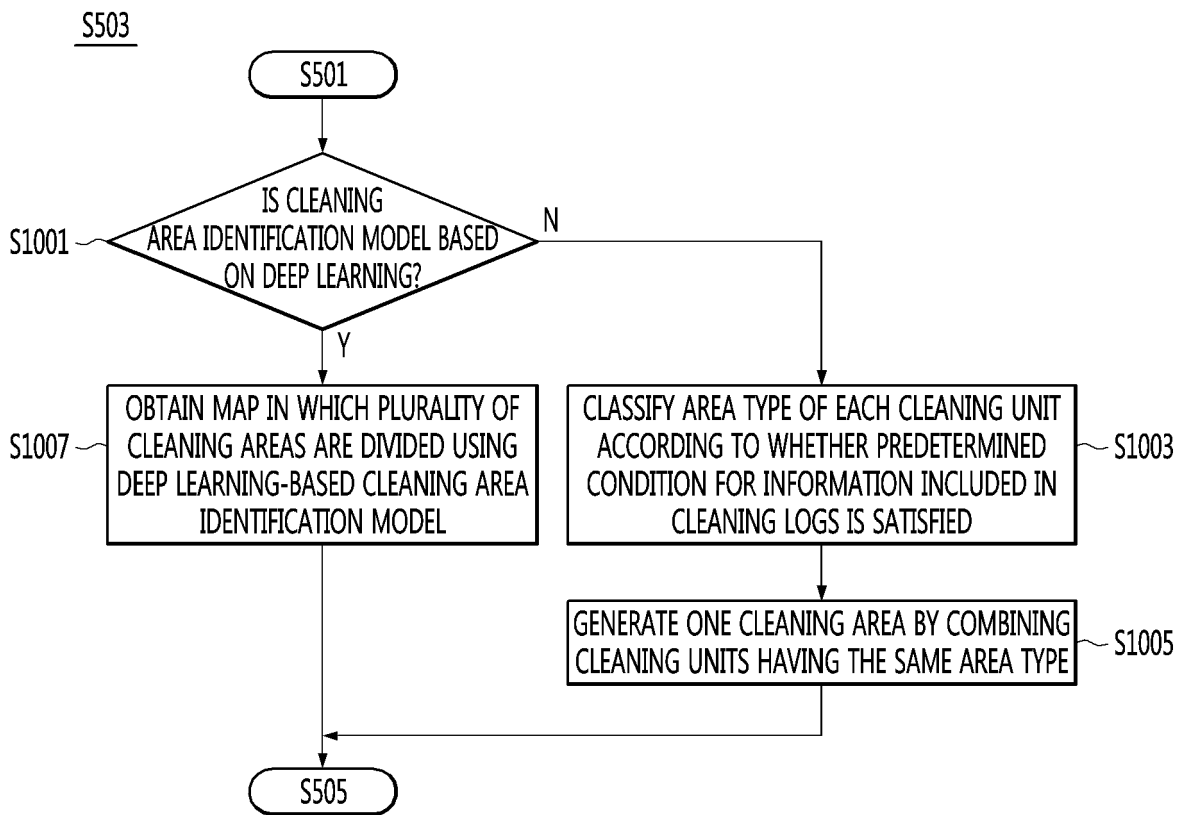 S503
S501
IS CLEANING
AREA IDENTIFICATION MODEL BASED
ON DEEP LEARNING?
S1001
N
Y
OBTAIN MAP IN WHICH PLURALITY OF
CLEANING AREAS ARE DIVIDED USING
DEEP LEARNING-BASED CLEANING AREA
IDENTIFICATION MODEL
S1007
CLASSIFY AREA TYPE OF EACH CLEANING UNIT
ACCORDING TO WHETHER PREDETERMINED
CONDITION FOR INFORMATION INCLUDED IN
CLEANING LOGS IS SATISFIED
S1003
GENERATE ONE CLEANING AREA BY COMBINING
CLEANING UNITS HAVING THE SAME AREA TYPE
S1005
S505